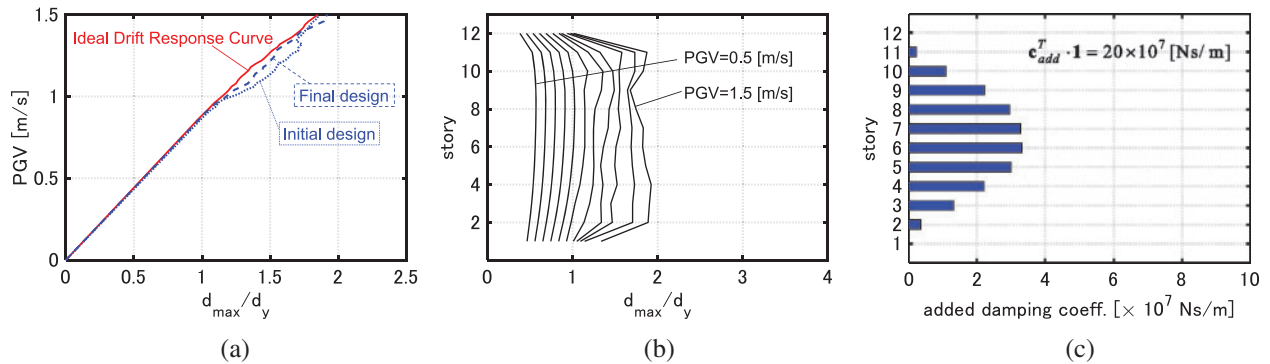 1.5
1
0.5
0
PGV [m/s]
Ideal Drift Response Curve
Final design
Initial design
0 0.5 1 1.5 2 2.5
d_max/d_y
(a)
12
10
8
6
4
2
story
PGV=0.5 [m/s]
PGV=1.5 [m/s]
0 1 2 3 4
d_max/d_y
(b)
12
11
10
9
8
7
6
5
4
3
2
1
story
c^T_add · 1 = 20×10^7 [Ns/m]
0 2 4 6 8 10
added damping coeff. [× 10^7 Ns/m]
(c)